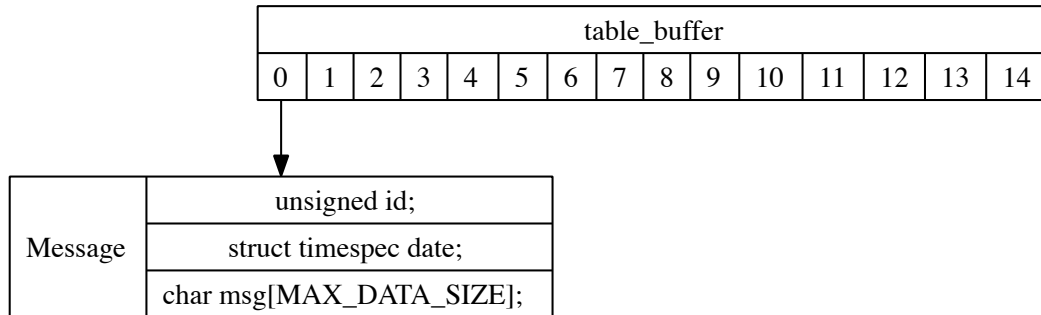 table_buffer
0 1 2 3 4 5 6 7 8 9 10 11 12 13 14
unsigned id;
Message struct timespec date;
char msg[MAX_DATA_SIZE];